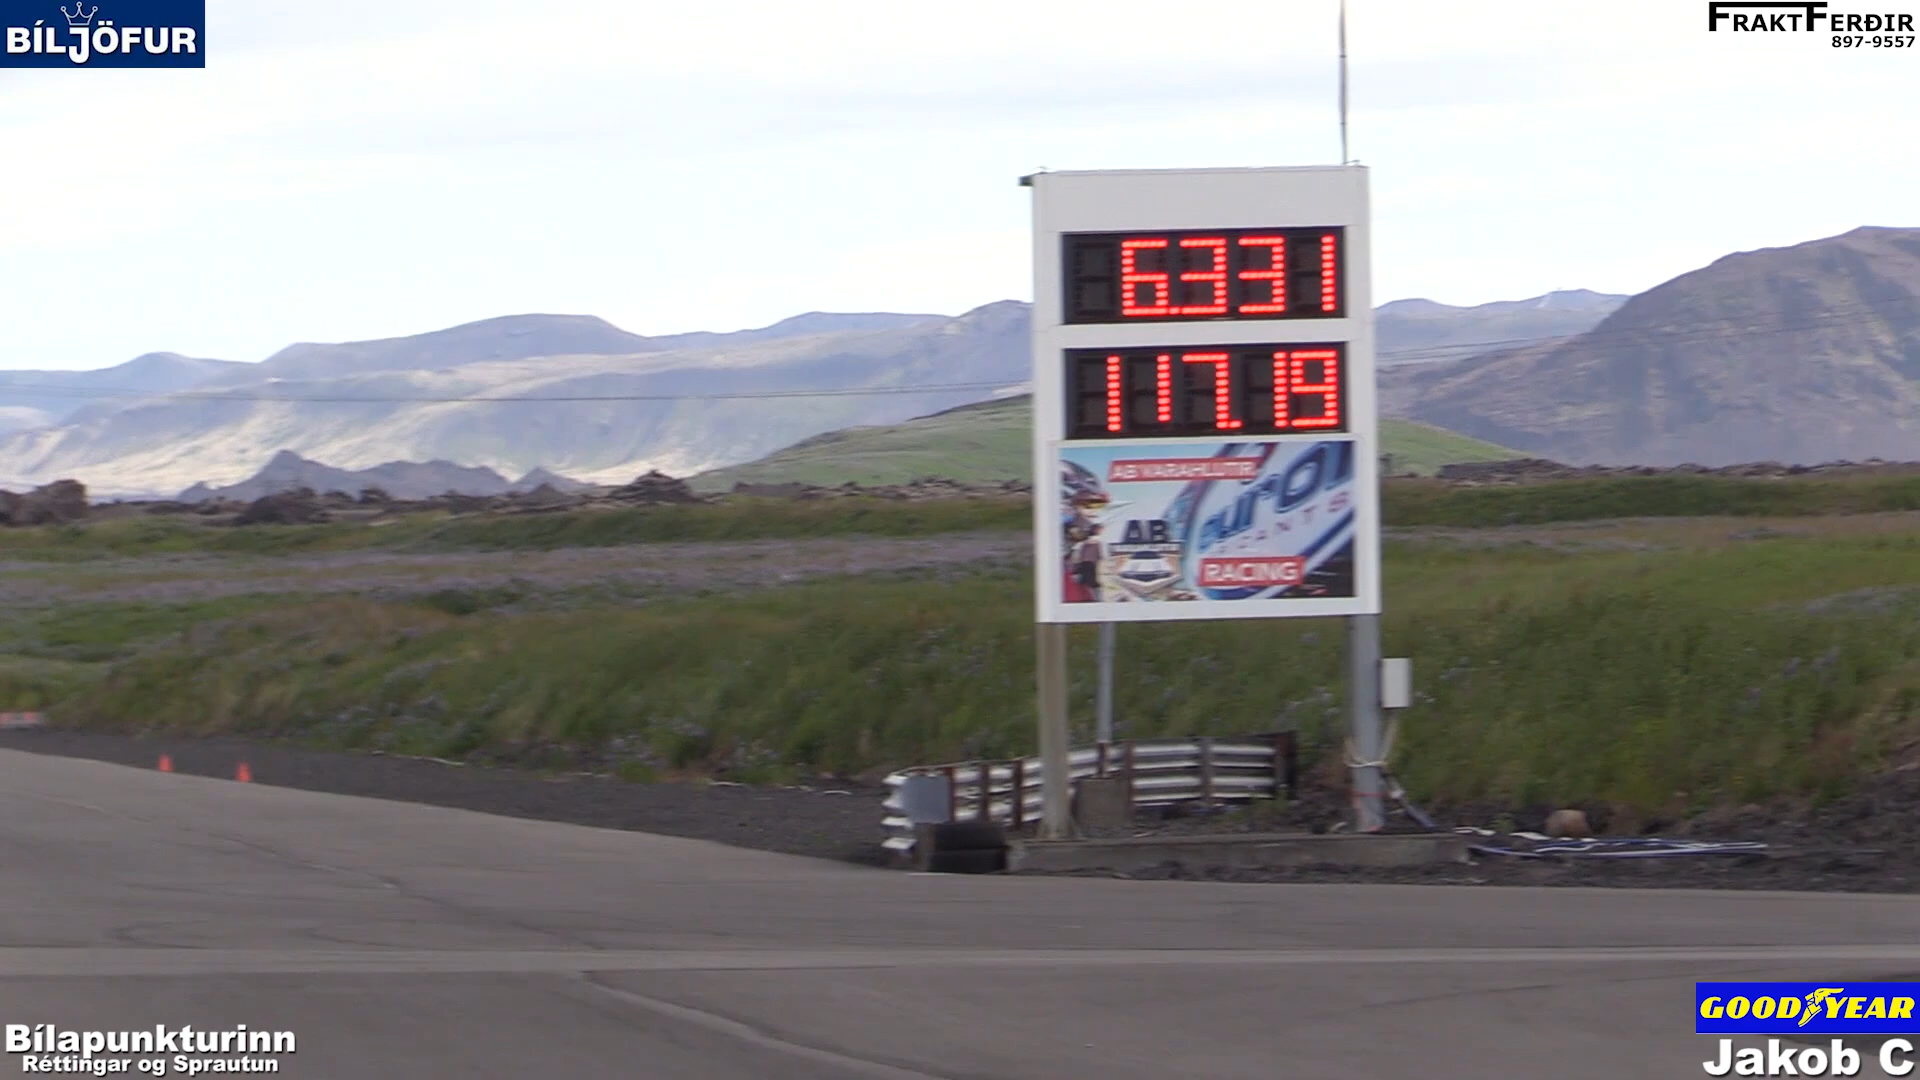 BÍLJÖFUR
FRAKTFERÐIR
897-9557
6.331
117.19
AB VARAHLUTIR
AB
RACING
GOODYEAR
Bílapunkturinn
Réttingar og Sprautun
Jakob C